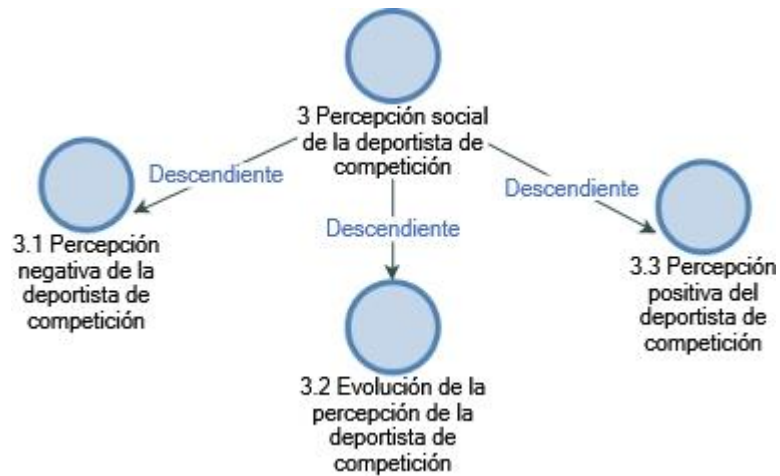 3 Percepción social
de la deportista de
competición
Descendiente
Descendiente
Descendiente
3.1 Percepción
negativa de la
deportista de
competición
3.2 Evolución de la
percepción de la
deportista de
competición
3.3 Percepción
positiva del
deportista de
competición